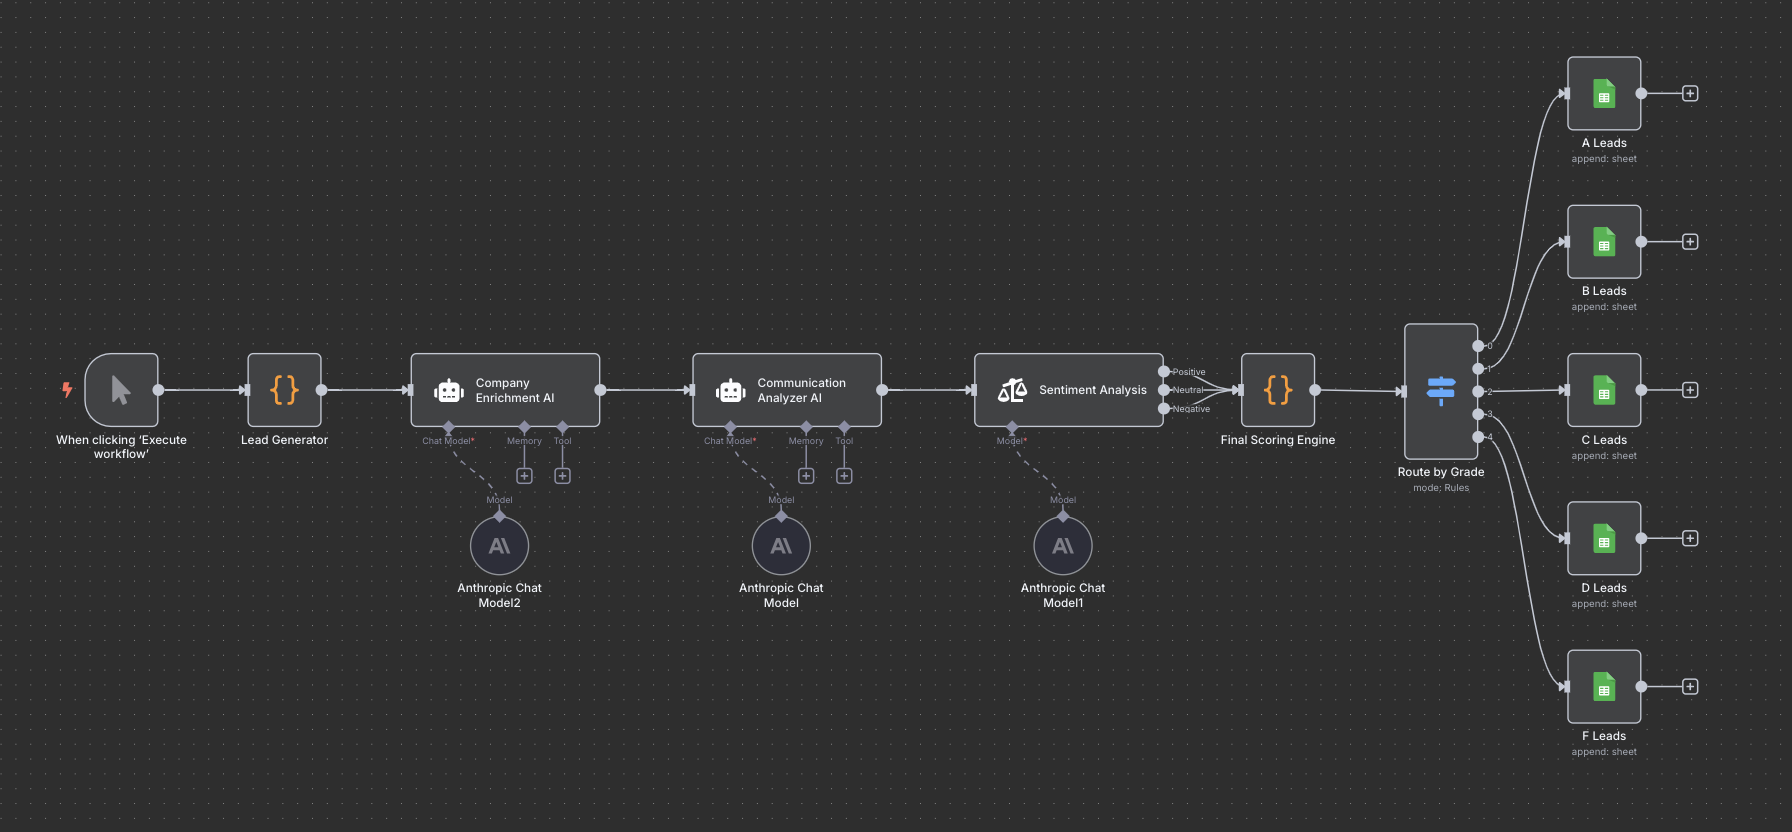 A Leads
append: sheet
B Leads
append: sheet
When clicking ‘Execute
workflow’
Lead Generator
{}
Company
Enrichment AI
Chat Model*
Memory
Tool
Model
A\
Anthropic Chat
Model2
Communication
Analyzer AI
Chat Model*
Memory
Tool
Model
A\
Anthropic Chat
Model
Sentiment Analysis
Positive
Neutral
Negative
Model*
Model
A\
Anthropic Chat
Model1
{}
Final Scoring Engine
Route by Grade
mode: Rules
0
1
2
3
4
C Leads
append: sheet
D Leads
append: sheet
F Leads
append: sheet